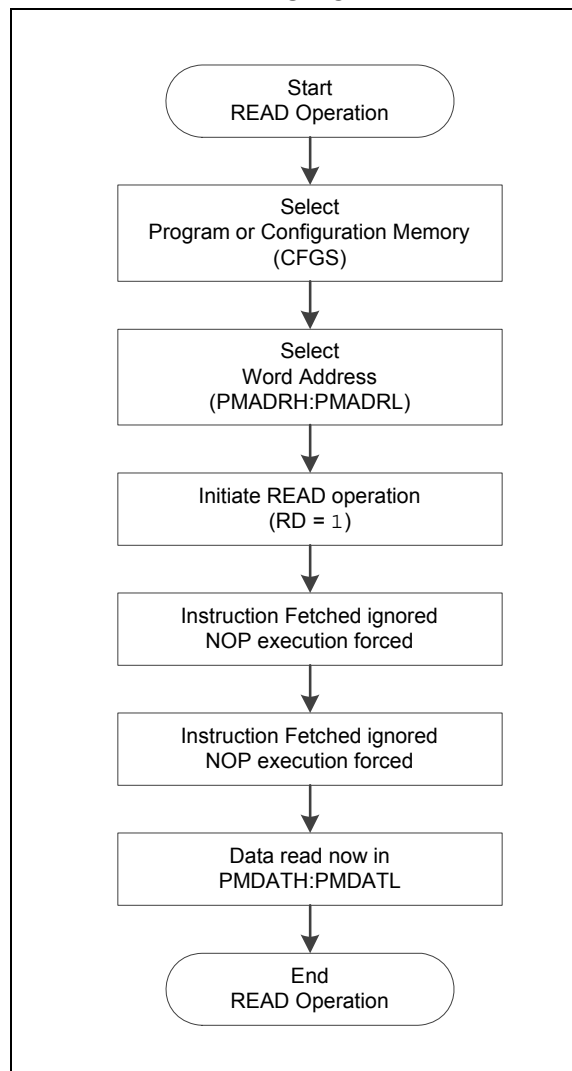 Start
READ Operation
Select
Program or Configuration Memory
(CFGS)
Select
Word Address
(PMADRH:PMADRL)
Initiate READ operation
(RD = 1)
Instruction Fetched ignored
NOP execution forced
Instruction Fetched ignored
NOP execution forced
Data read now in
PMDATH:PMDATL
End
READ Operation